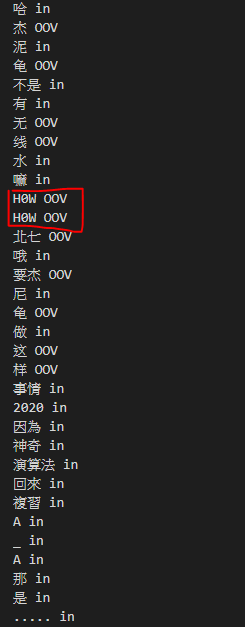 哈 in
杰 OOV
泥 in
龟 OOV
不是 in
有 in
无 OOV
线 OOV
水 in
嘛 in
H0W OOV
H0W OOV
北七 OOV
哦 in
要杰 OOV
尼 in
龟 OOV
做 in
这 OOV
样 OOV
事情 in
2020 in
因為 in
神奇 in
演算法 in
回來 in
複習 in
A in
_ in
A in
那 in
是 in
..... in